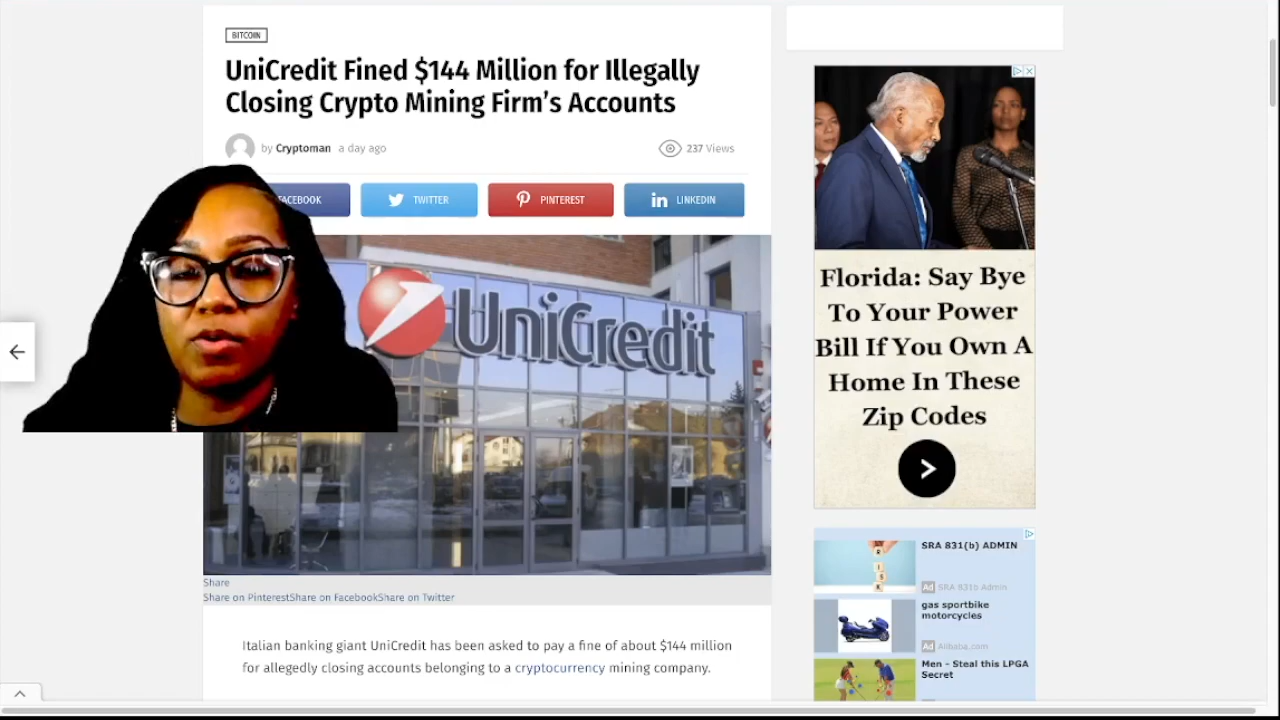 BITCOIN
UniCredit Fined $144 Million for Illegally
Closing Crypto Mining Firm's Accounts
by Cryptoman a day ago
237 Views
FACEBOOK
TWITTER
PINTEREST
LINKEDIN
UniCredit
Share
Share on PinterestShare on FacebookShare on Twitter
Italian banking giant UniCredit has been asked to pay a fine of about $144 million
for allegedly closing accounts belonging to a cryptocurrency mining company.
Florida: Say Bye
To Your Power
Bill If You Own A
Home In These
Zip Codes
RISK
SRA 831(b) ADMIN
Ad SRA 831b Admin
gas sportbike
motorcycles
Ad Alibaba.com
Men - Steal this LPGA
Secret